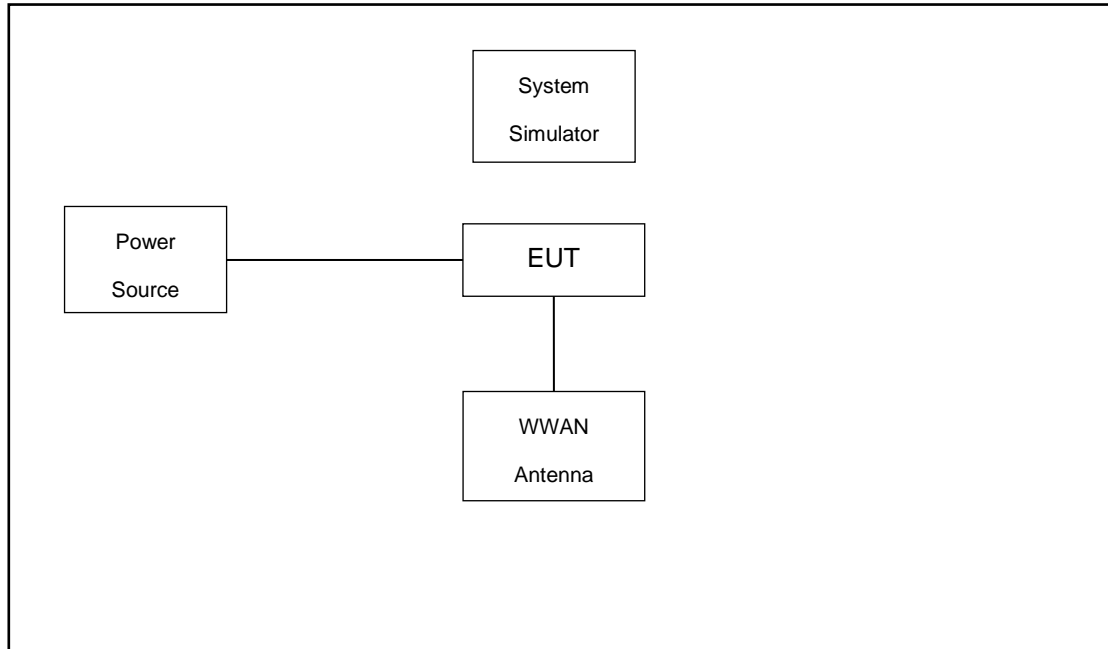 System
Simulator
Power
Source
EUT
WWAN
Antenna